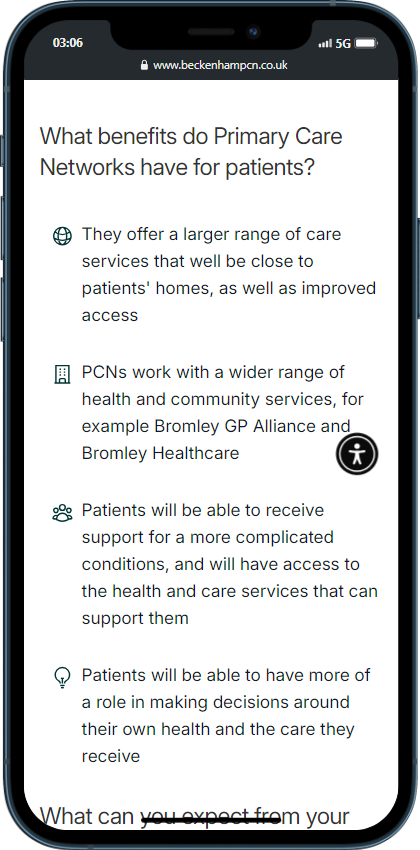 03:06
5G
www.beckenhampcn.co.uk
What benefits do Primary Care
Networks have for patients?
They offer a larger range of care
services that well be close to
patients' homes, as well as improved
access
PCNs work with a wider range of
health and community services, for
example Bromley GP Alliance and
Bromley Healthcare
Patients will be able to receive
support for a more complicated
conditions, and will have access to
the health and care services that can
support them
Patients will be able to have more of
a role in making decisions around
their own health and the care they
receive
What can you expect from your